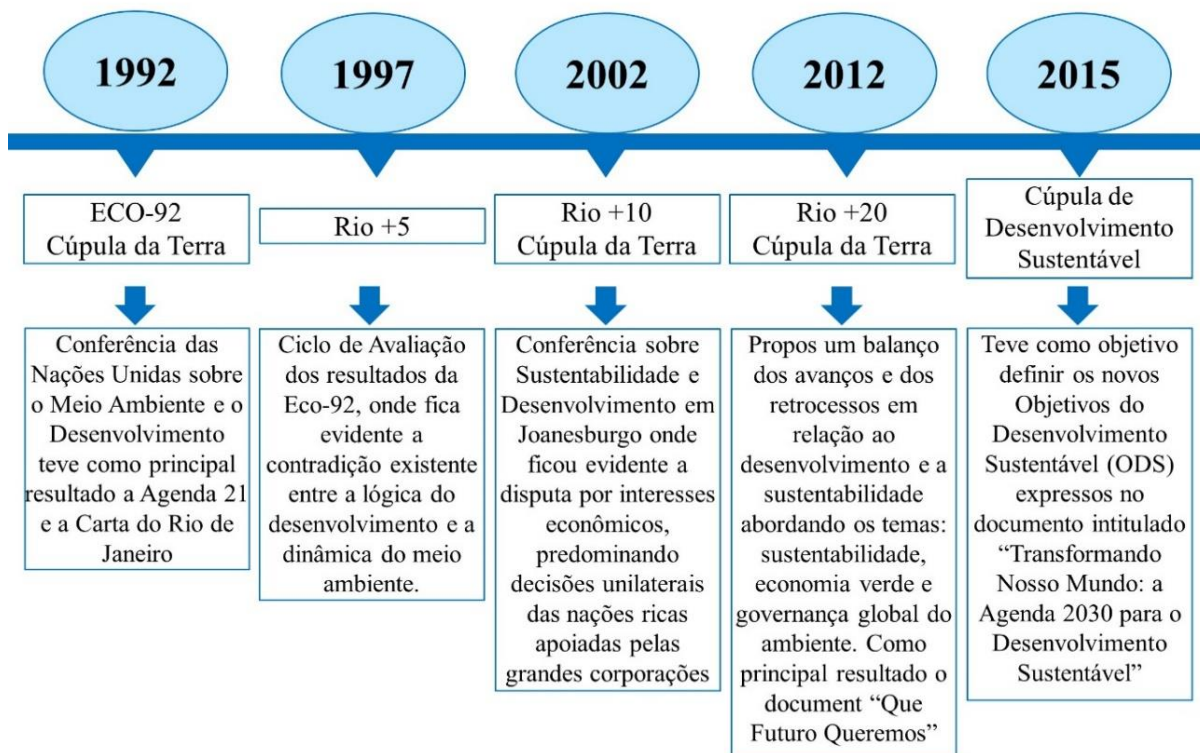 1992
1997
2002
2012
2015
ECO-92
Cúpula da Terra
Rio +5
Rio +10
Cúpula da Terra
Rio +20
Cúpula da Terra
Cúpula de
Desenvolvimento
Sustentável
Conferência das
Nações Unidas sobre
o Meio Ambiente e o
Desenvolvimento
teve como principal
resultado a Agenda 21
e a Carta do Rio de
Janeiro
Ciclo de Avaliação
dos resultados da
Eco-92, onde fica
evidente a
contradição existente
entre a lógica do
desenvolvimento e a
dinâmica do meio
ambiente.
Conferência sobre
Sustentabilidade e
Desenvolvimento em
Joanesburgo onde
ficou evidente a
disputa por interesses
econômicos,
predominando
decisões unilaterais
das nações ricas
apoiadas pelas
grandes corporações
Propos um balanço
dos avanços e dos
retrocessos em
relação ao
desenvolvimento e a
sustentabilidade
abordando os temas:
sustentabilidade,
economia verde e
governança global do
ambiente. Como
principal resultado o
document “Que
Futuro Queremos”
Teve como objetivo
definir os novos
Objetivos do
Desenvolvimento
Sustentável (ODS)
expressos no
documento intitulado
“Transformando
Nosso Mundo: a
Agenda 2030 para o
Desenvolvimento
Sustentável”